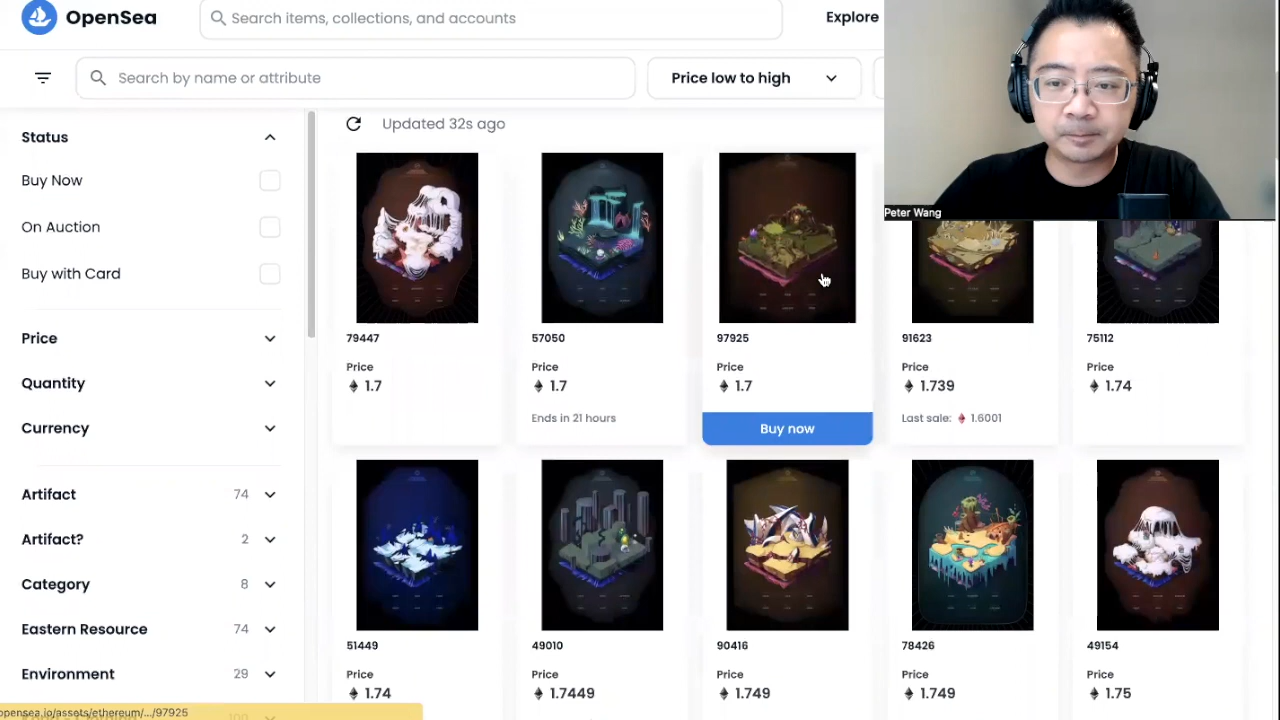 OpenSea
Search items, collections, and accounts
Explore
Search by name or attribute
Price low to high
Peter Wang
Status
Buy Now
On Auction
Buy with Card
Price
Quantity
Currency
Artifact 74
Artifact? 2
Category 8
Eastern Resource 74
Environment 29
Updated 32s ago
79447
Price
1.7
57050
Price
1.7
Ends in 21 hours
97925
Price
1.7
Buy now
91623
Price
1.739
Last sale: 1.6001
75112
Price
1.74
51449
Price
1.74
49010
Price
1.7449
90416
Price
1.749
78426
Price
1.749
49154
Price
1.75
opensea.io/assets/ethereum/.../97925